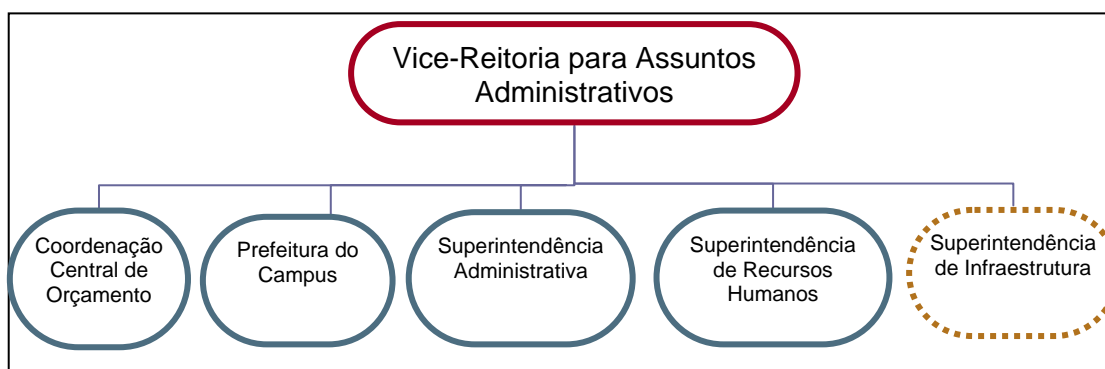 Vice-Reitoria para Assuntos
Administrativos
Coordenação
Central de
Orçamento
Prefeitura do
Campus
Superintendência
Administrativa
Superintendência
de Recursos
Humanos
Superintendência
de Infraestrutura